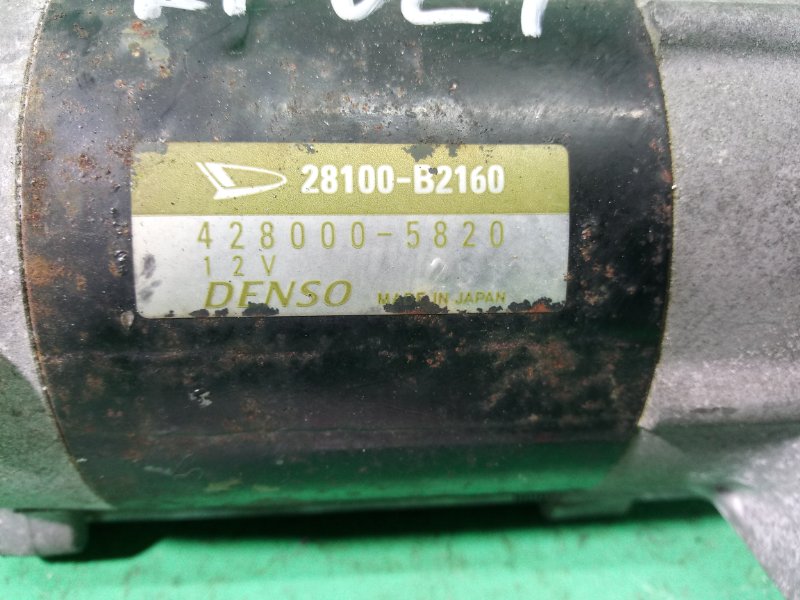 28100-B2160
428000-5820
12V
DENSO MADE IN JAPAN